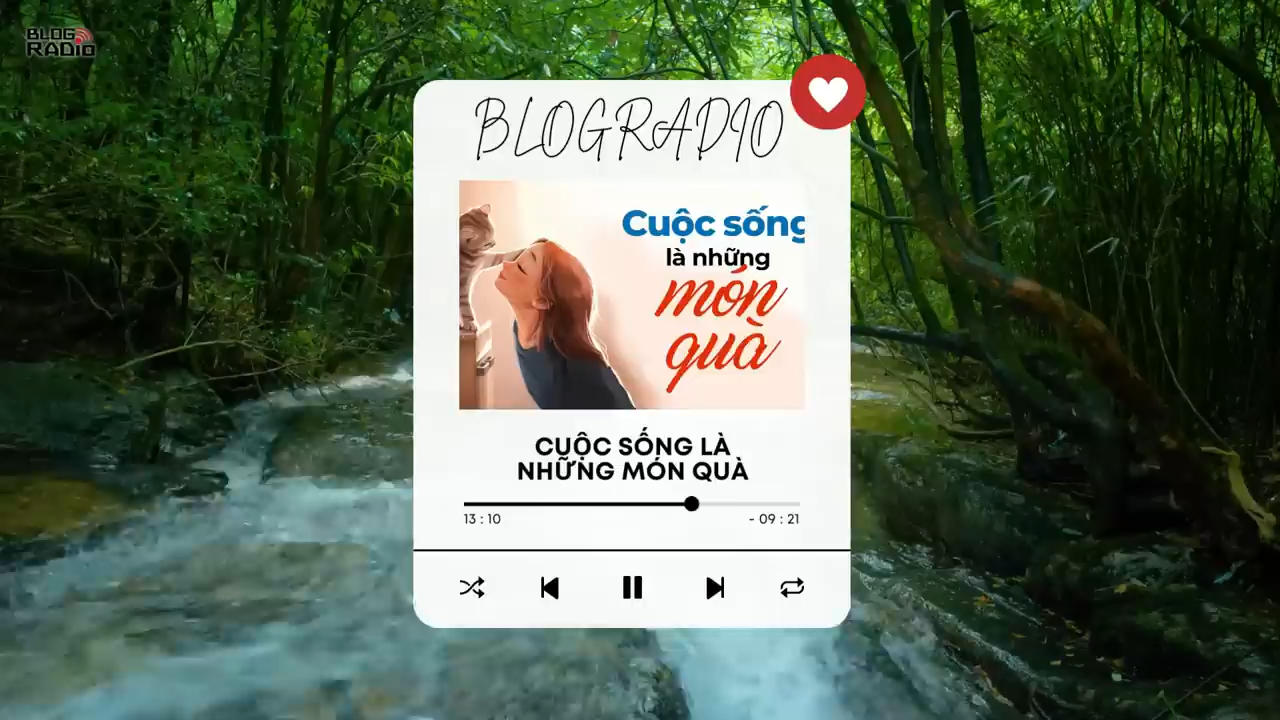 BLOG
RADIO
BLOGRADIO
Cuộc sống
là những
món
quà
CUỘC SỐNG LÀ
NHỮNG MÓN QUÀ
13 : 10
- 09 : 21